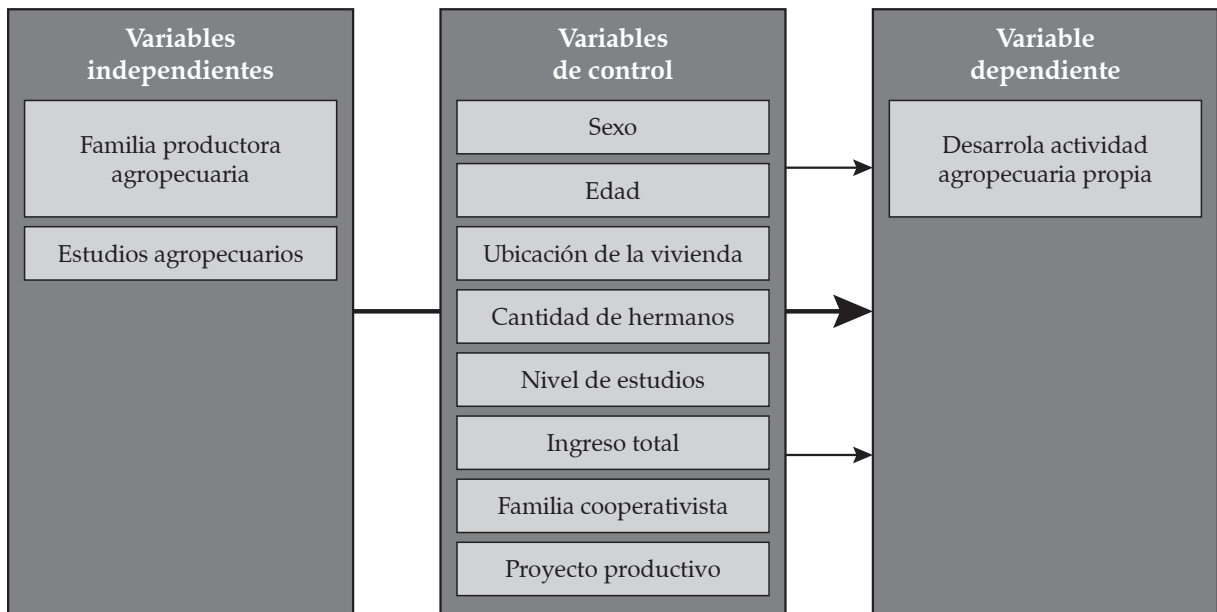 Variables
independientes
Familia productora
agropecuaria
Estudios agropecuarios
Variables
de control
Sexo
Edad
Ubicación de la vivienda
Cantidad de hermanos
Nivel de estudios
Ingreso total
Familia cooperativista
Proyecto productivo
Variable
dependiente
Desarrola actividad
agropecuaria propia